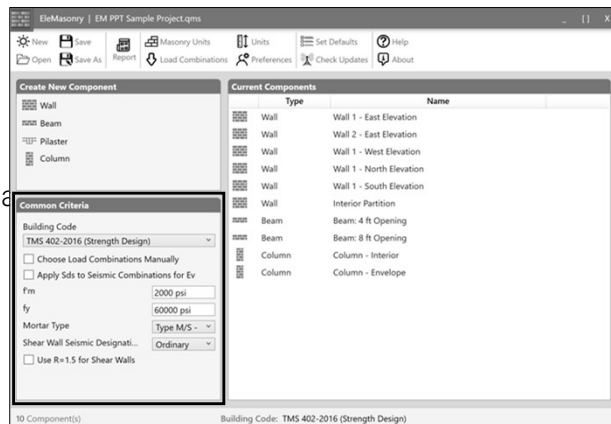 EleMasonry | EM PPT Sample Project.qms
New Save Report Masonry Units Units Set Defaults Help
Open Save As Load Combinations Preferences Check Updates About
Create New Component
Wall
Beam
Pilaster
Column
a
Common Criteria
Building Code
TMS 402-2016 (Strength Design)
Choose Load Combinations Manually
Apply Sds to Seismic Combinations for Ev
f'm 2000 psi
fy 60000 psi
Mortar Type Type M/S -
Shear Wall Seismic Designati... Ordinary
Use R=1.5 for Shear Walls
Current Components
Type Name
Wall Wall 1 - East Elevation
Wall Wall 2 - East Elevation
Wall Wall 1 - West Elevation
Wall Wall 1 - North Elevation
Wall Wall 1 - South Elevation
Wall Interior Partition
Beam Beam: 4 ft Opening
Beam Beam: 8 ft Opening
Column Column - Interior
Column Column - Envelope
10 Component(s) Building Code: TMS 402-2016 (Strength Design)